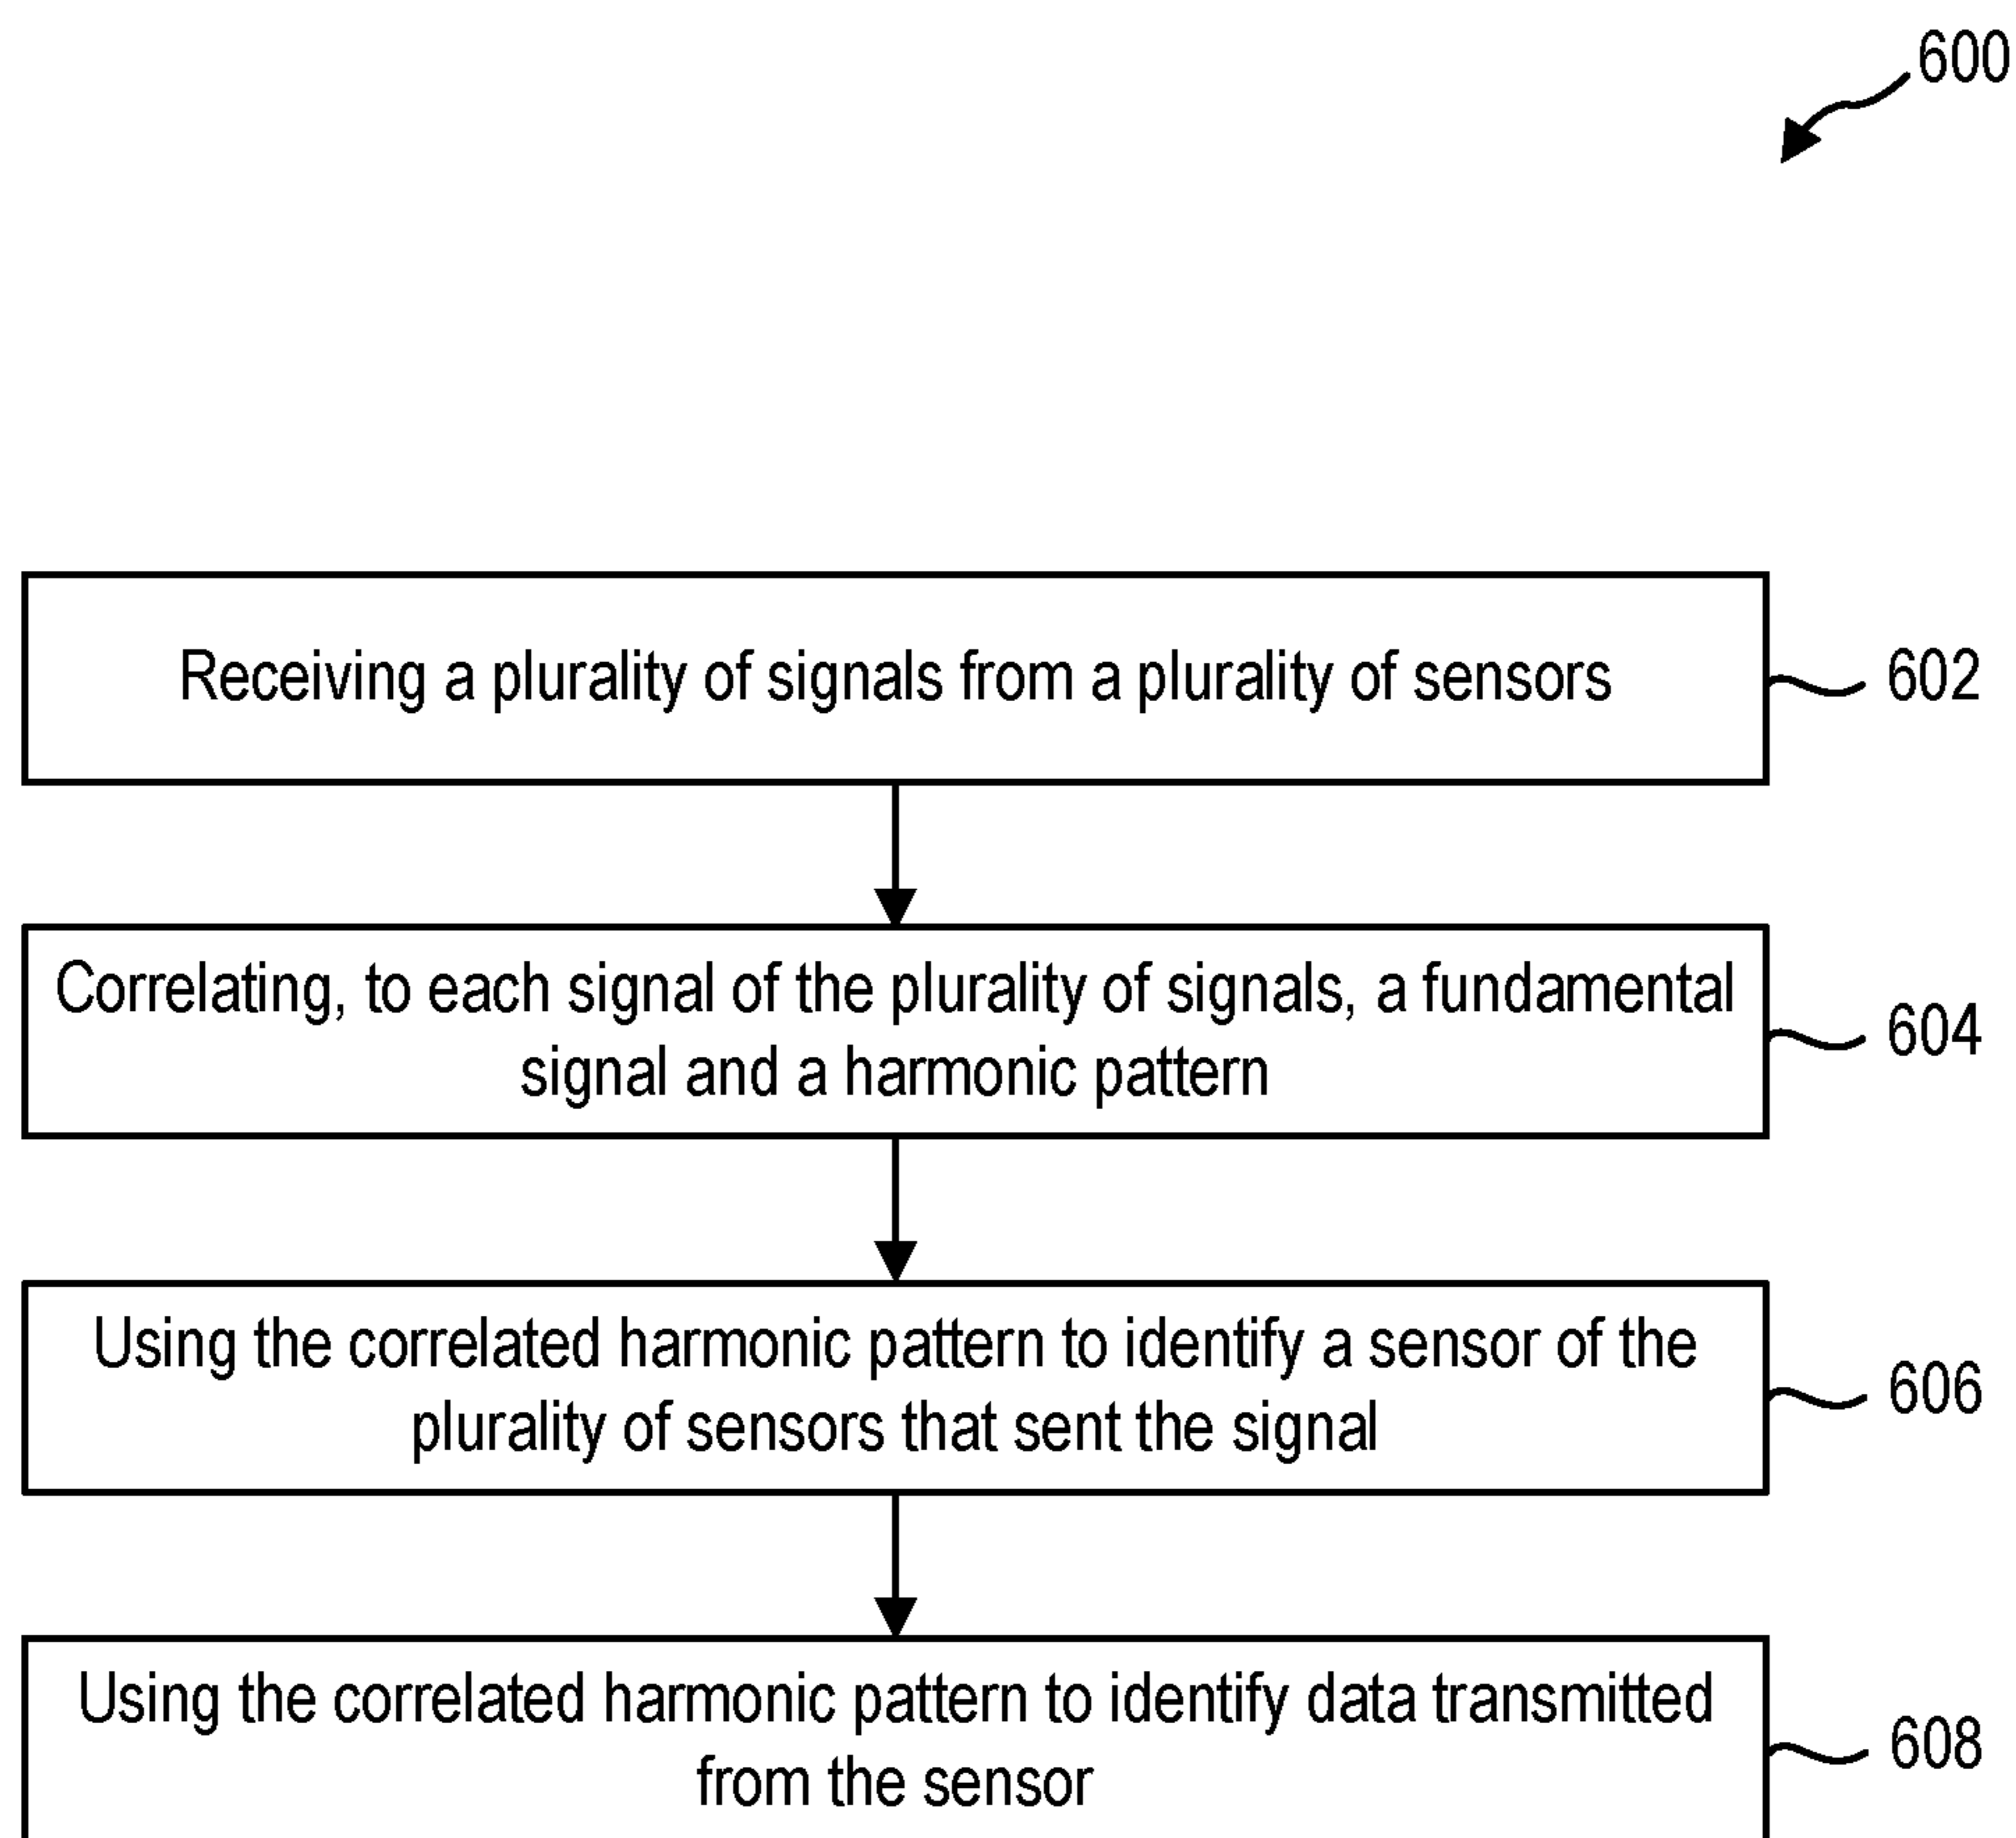 600
Receiving a plurality of signals from a plurality of sensors
602
Correlating, to each signal of the plurality of signals, a fundamental
signal and a harmonic pattern
604
Using the correlated harmonic pattern to identify a sensor of the
plurality of sensors that sent the signal
606
Using the correlated harmonic pattern to identify data transmitted
from the sensor
608